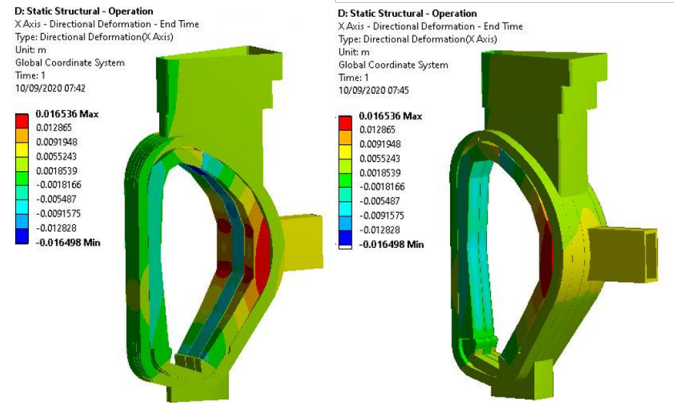 D: Static Structural - Operation
X Axis - Directional Deformation - End Time
Type: Directional Deformation(X Axis)
Unit: m
Global Coordinate System
Time: 1
10/09/2020 07:42
0.016536 Max
0.012865
0.0091948
0.0055243
0.0018539
-0.0018166
-0.005487
-0.0091575
-0.012828
-0.016498 Min
D: Static Structural - Operation
X Axis - Directional Deformation - End Time
Type: Directional Deformation(X Axis)
Unit: m
Global Coordinate System
Time: 1
10/09/2020 07:45
0.016536 Max
0.012865
0.0091948
0.0055243
0.0018539
-0.0018166
-0.005487
-0.0091575
-0.012828
-0.016498 Min